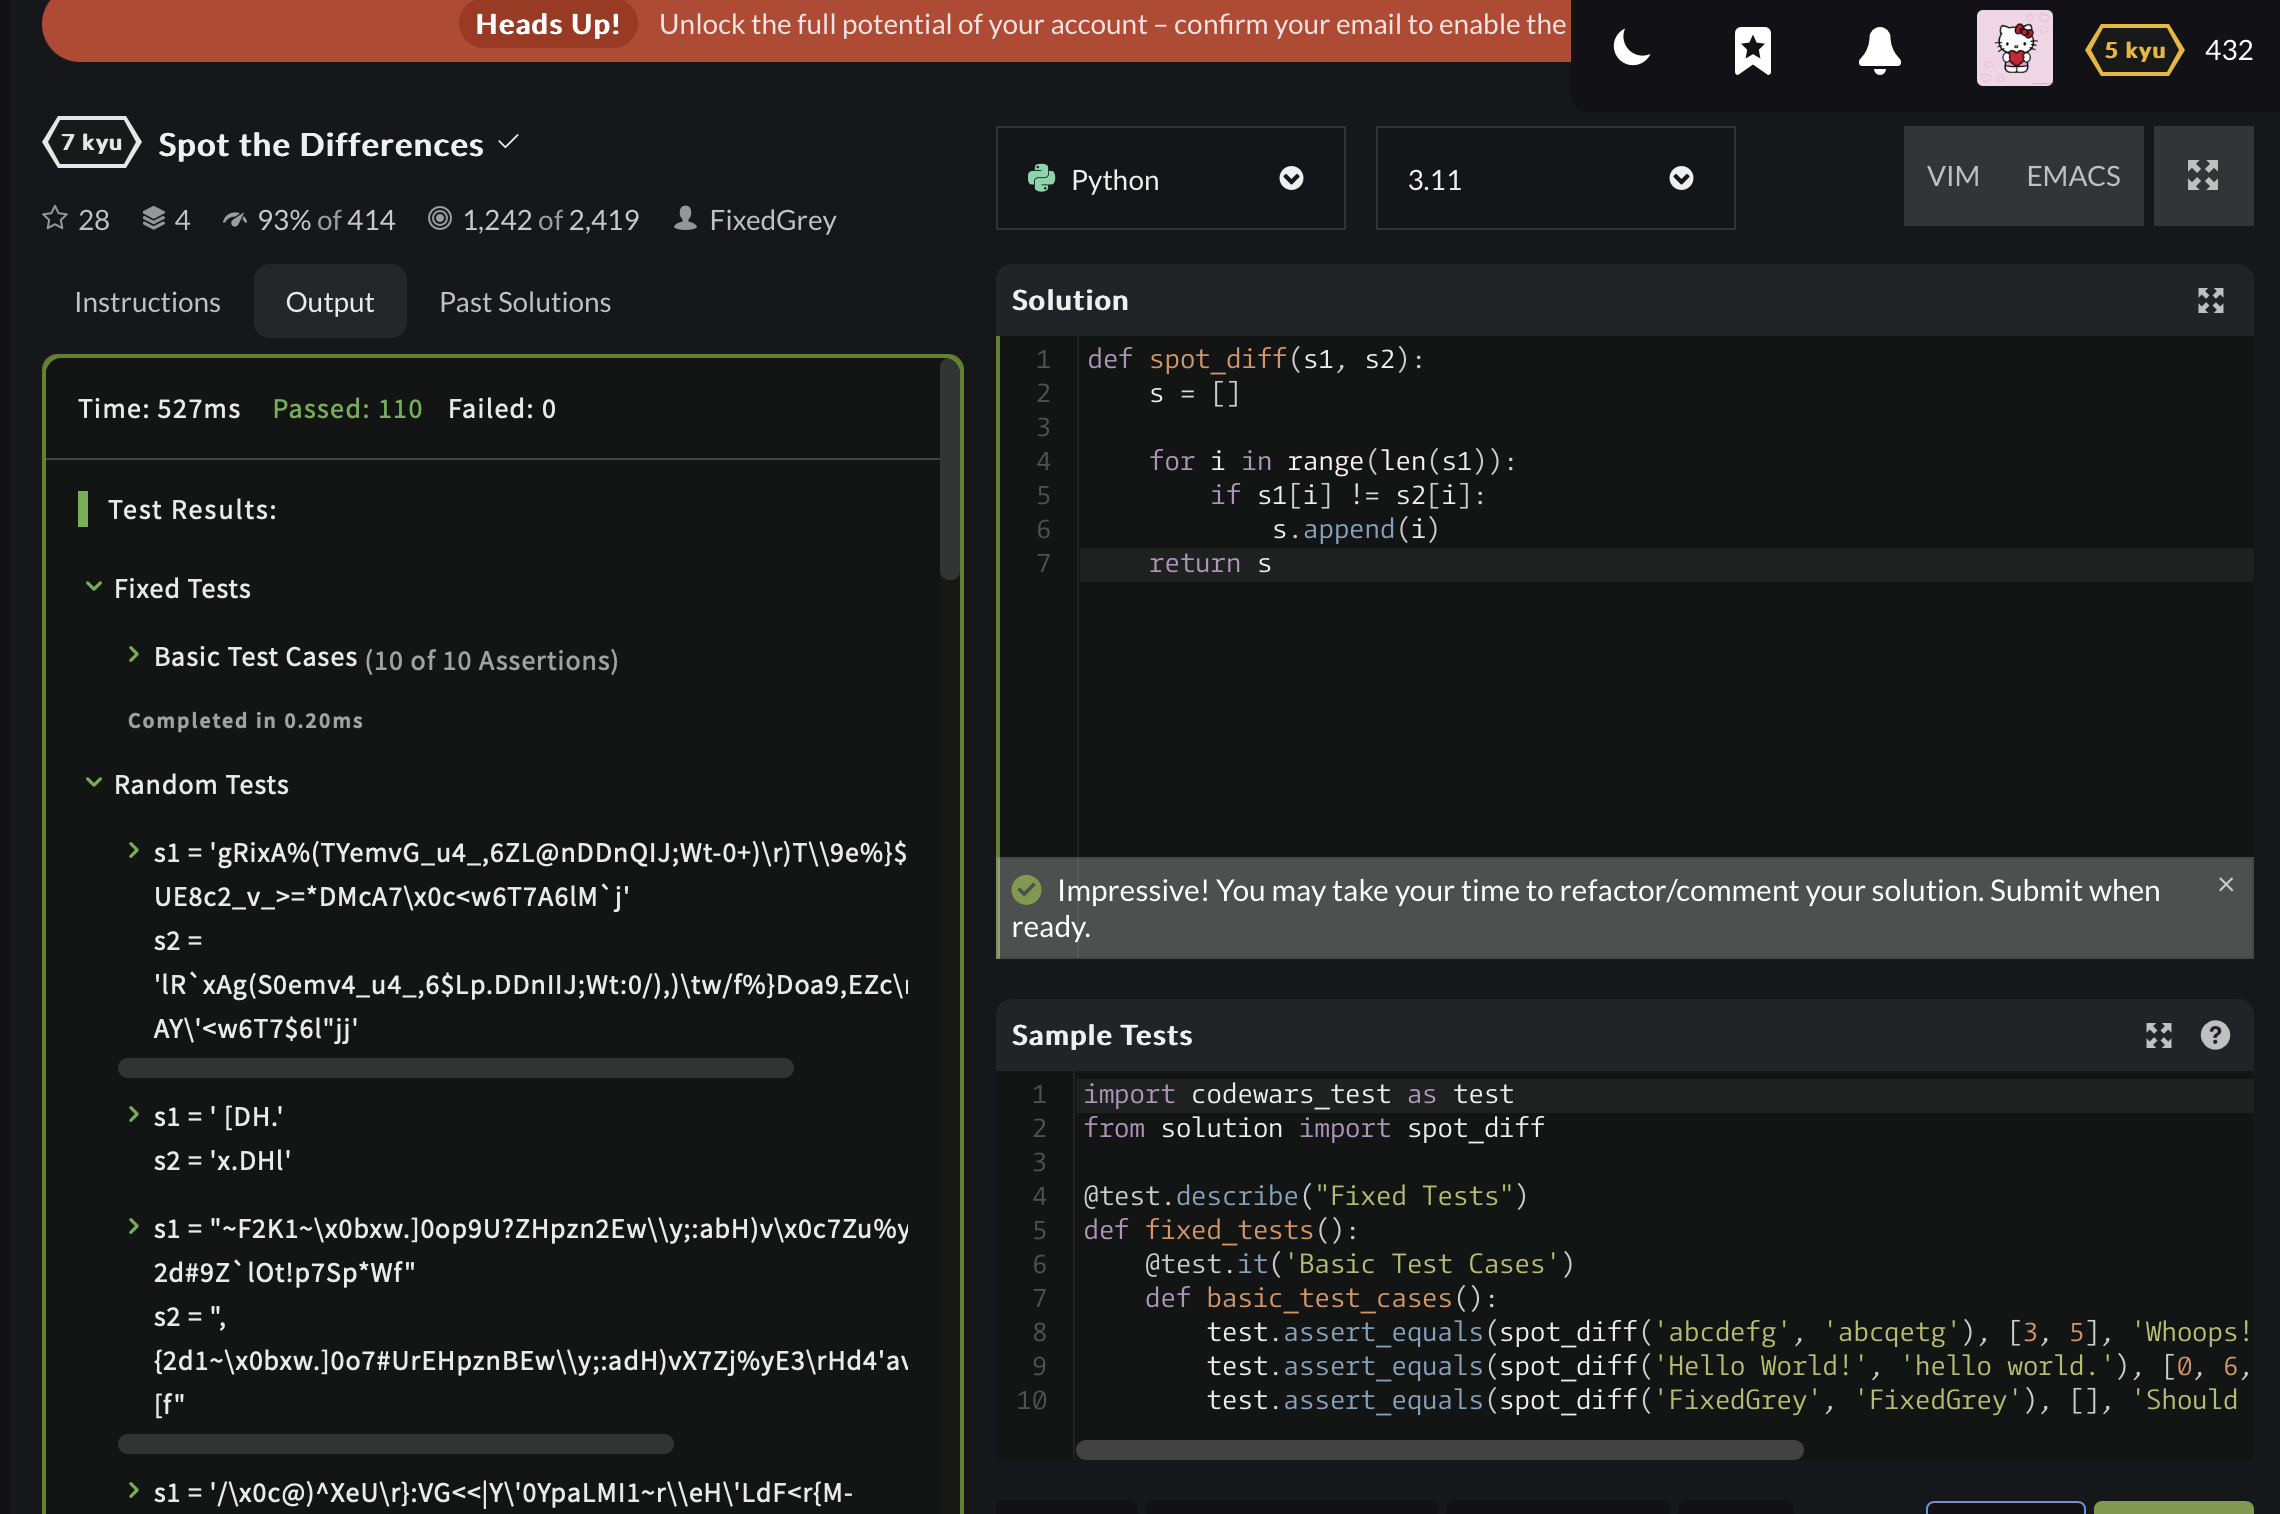 Heads Up! Unlock the full potential of your account – confirm your email to enable the
5 kyu 432
7 kyu Spot the Differences
28 4 93% of 414 1,242 of 2,419 FixedGrey
Python 3.11 VIM EMACS
Instructions Output Past Solutions
Time: 527ms Passed: 110 Failed: 0
Test Results:
Fixed Tests
Basic Test Cases (10 of 10 Assertions)
Completed in 0.20ms
Random Tests
s1 = 'gRixA%(TYemvG_u4_,6ZL@nDDnQIJ;Wt-0+)\r)T\\9e%}$
UE8c2_v_>=*DMcA7\x0c<w6T7A6lM`j'
s2 =
'lR`xAg(S0emv4_u4_,6$Lp.DDnIIJ;Wt:0/),)\tw/f%}Doa9,EZc\
AY\'<w6T7$6l"jj'
s1 = ' [DH.'
s2 = 'x.DHl'
s1 = "~F2K1~\x0bxw.]0op9U?ZHpzn2Ew\\y;:abH)v\x0c7Zu%y
2d#9Z`lOt!p7Sp*Wf"
s2 = ",
{2d1~\x0bxw.]0o7#UrEHpznBEw\\y;:adH)vX7Zj%yE3\rHd4'a
[f"
s1 = '/\x0c@)^XeU\r}:VG<<|Y\'0YpaLMI1~r\\eH\'LdF<r{M-
Solution
1 def spot_diff(s1, s2):
2     s = []
3
4     for i in range(len(s1)):
5         if s1[i] != s2[i]:
6             s.append(i)
7     return s
Impressive! You may take your time to refactor/comment your solution. Submit when
ready.
Sample Tests
1 import codewars_test as test
2 from solution import spot_diff
3
4 @test.describe("Fixed Tests")
5 def fixed_tests():
6     @test.it('Basic Test Cases')
7     def basic_test_cases():
8         test.assert_equals(spot_diff('abcdefg', 'abcqetg'), [3, 5], 'Whoops!
9         test.assert_equals(spot_diff('Hello World!', 'hello world.'), [0, 6,
10         test.assert_equals(spot_diff('FixedGrey', 'FixedGrey'), [], 'Should